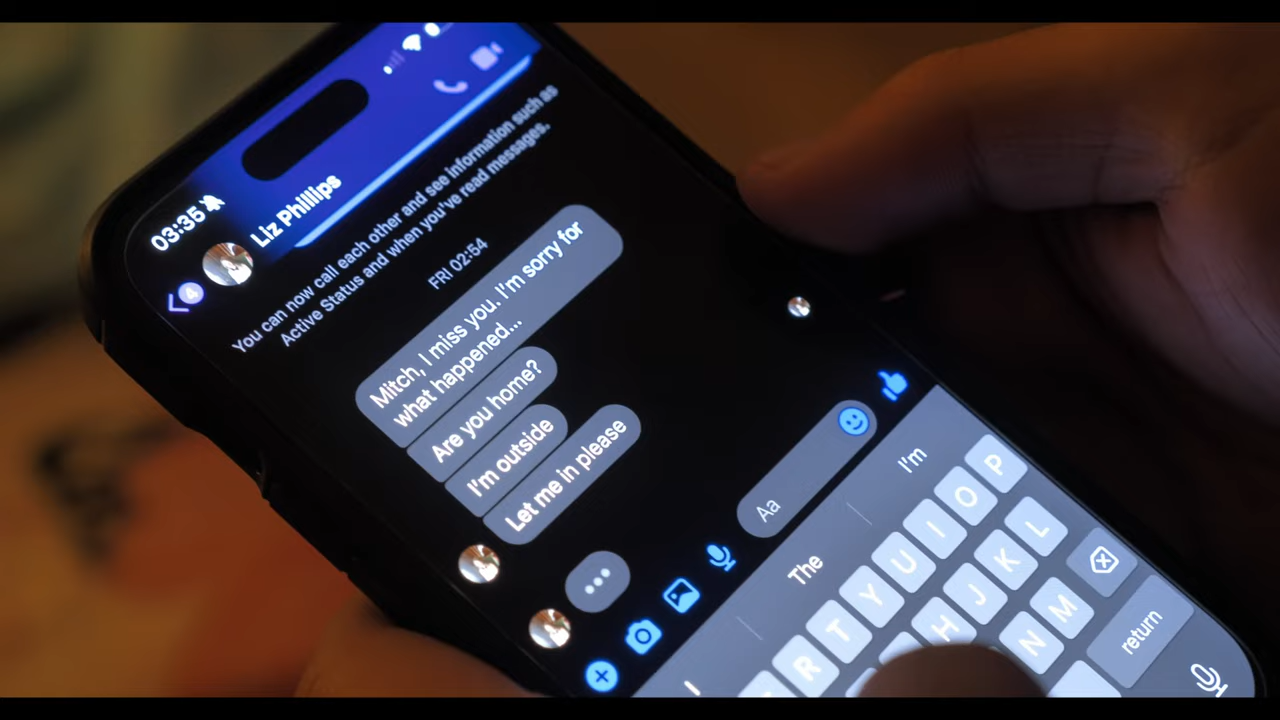 03:35
4
Liz Phillips
You can now call each other and see information such as
Active Status and when you've read messages.
FRI 02:54
Mitch, I miss you. I'm sorry for
what happened...
Are you home?
I'm outside
Let me in please
Aa
I
The
I'm
R T Y U I O P
H J K L
N M
return